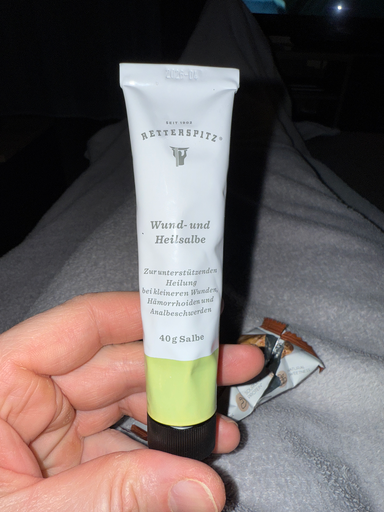 SEIT 1902
RETTERSPITZ®
Wund- und
Heilsalbe
Zur unterstützenden
Heilung
bei kleineren Wunden,
Hämorrhoiden und
Analbeschwerden
40 g Salbe